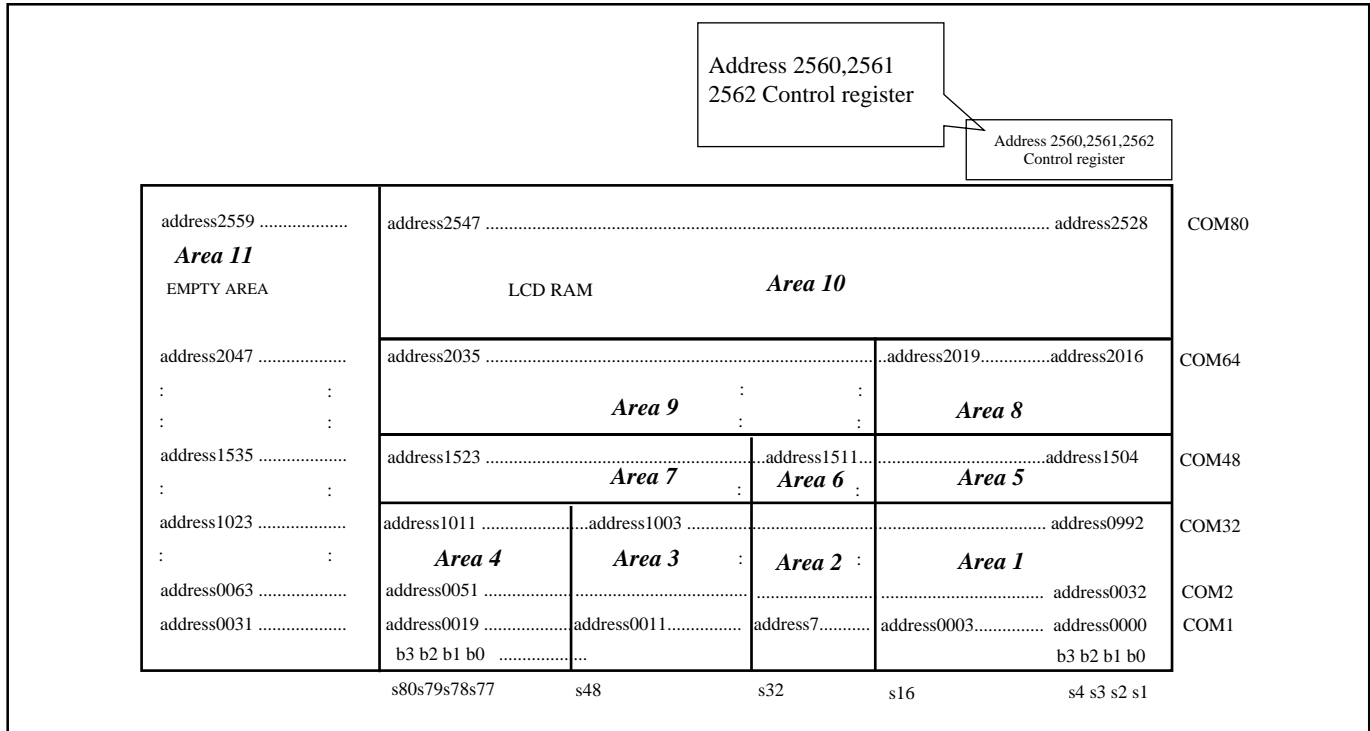 Address 2560,2561
2562 Control register
Address 2560,2561,2562
Control register
address2559 ................... address2547 ........................................................................................................................ address2528 COM80
Area 11
Area 10
EMPTY AREA LCD RAM
address2047 ................... address2035 .....................................................................................address2019...............address2016 COM64
: : : :
Area 9 Area 8
: : : :
address1535 ................... address1523 ............................................................address1511........................................address1504 COM48
Area 7 Area 6 Area 5
: : : :
address1023 ................... address1011 .......................address1003 ............................................................................. address0992 COM32
: : Area 4 Area 3 : Area 2 : Area 1
address0063 ................... address0051 .................................................................................................................... address0032 COM2
address0031 ................... address0019 ...................address0011................ address7........... address0003............... address0000 COM1
b3 b2 b1 b0 ................... b3 b2 b1 b0
s80s79s78s77 s48 s32 s16 s4 s3 s2 s1